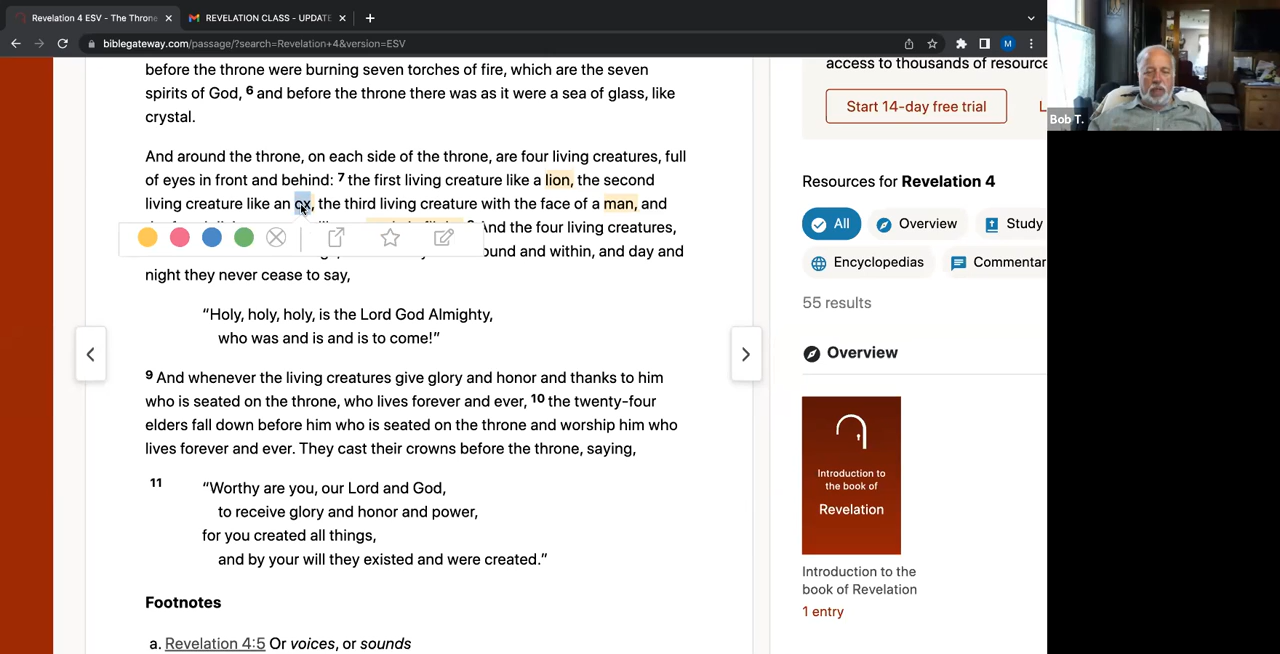 Revelation 4 ESV - The Throne
REVELATION CLASS - UPDATE
biblegateway.com/passage/?search=Revelation+4&version=ESV
M
before the throne were burning seven torches of fire, which are the seven
spirits of God, 6 and before the throne there was as it were a sea of glass, like
crystal.
And around the throne, on each side of the throne, are four living creatures, full
of eyes in front and behind: 7 the first living creature like a lion, the second
living creature like an ox, the third living creature with the face of a man, and
And the four living creatures,
and within, and day and
night they never cease to say,
“Holy, holy, holy, is the Lord God Almighty,
who was and is and is to come!”
9 And whenever the living creatures give glory and honor and thanks to him
who is seated on the throne, who lives forever and ever, 10 the twenty-four
elders fall down before him who is seated on the throne and worship him who
lives forever and ever. They cast their crowns before the throne, saying,
11 “Worthy are you, our Lord and God,
to receive glory and honor and power,
for you created all things,
and by your will they existed and were created.”
Footnotes
a. Revelation 4:5 Or voices, or sounds
access to thousands of resource
Start 14-day free trial
L
Resources for Revelation 4
All
Overview
Study
Encyclopedias
Commentar
55 results
Overview
Introduction to
the book of
Revelation
Introduction to the
book of Revelation
1 entry
Bob T.